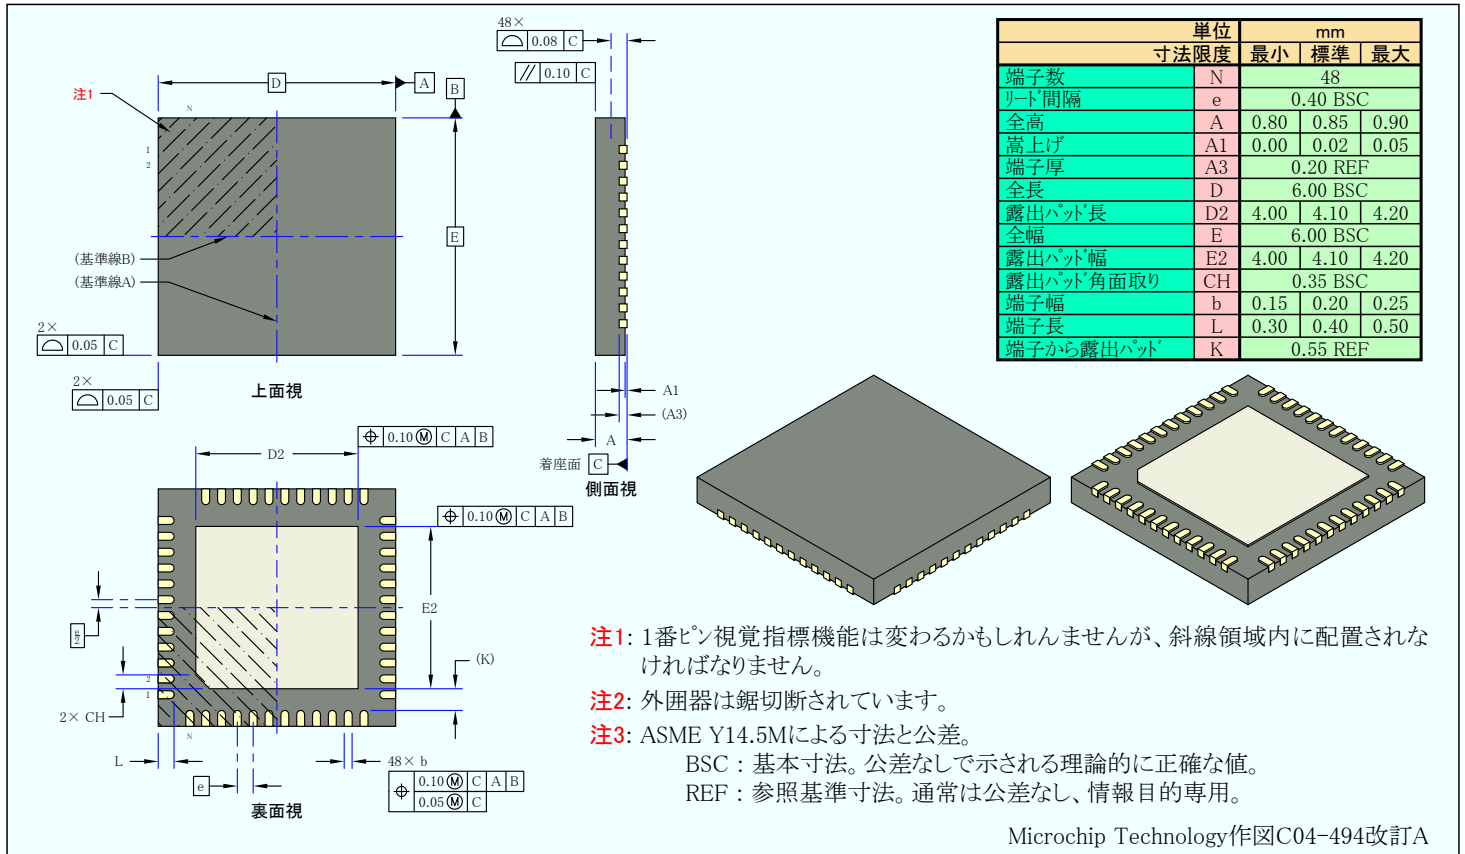 48×
0.08 C
// 0.10 C
D
A
B
注1
N
1
2
E
(基準線B)
(基準線A)
2×
0.05 C
2×
0.05 C
上面視
A1
(A3)
A
着座面 C
側面視
単位 mm
寸法限度 最小 標準 最大
端子数 N 48
リード間隔 e 0.40 BSC
全高 A 0.80 0.85 0.90
嵩上げ A1 0.00 0.02 0.05
端子厚 A3 0.20 REF
全長 D 6.00 BSC
露出パッド長 D2 4.00 4.10 4.20
全幅 E 6.00 BSC
露出パッド幅 E2 4.00 4.10 4.20
露出パッド角面取り CH 0.35 BSC
端子幅 b 0.15 0.20 0.25
端子長 L 0.30 0.40 0.50
端子から露出パッド K 0.55 REF
⌖ 0.10 Ⓜ C A B
D2
⌖ 0.10 Ⓜ C A B
E2
e/2
(K)
2
1
2× CH
N
L
e
48× b
⌖ 0.10 Ⓜ C A B
0.05 Ⓜ C
裏面視
注1: 1番ピン視覚指標機能は変わるかもしれんませんが、斜線領域内に配置されな
ければなりません。
注2: 外囲器は鋸切断されています。
注3: ASME Y14.5Mによる寸法と公差。
BSC : 基本寸法。公差なしで示される理論的に正確な値。
REF : 参照基準寸法。通常は公差なし、情報目的専用。
Microchip Technology作図C04-494改訂A